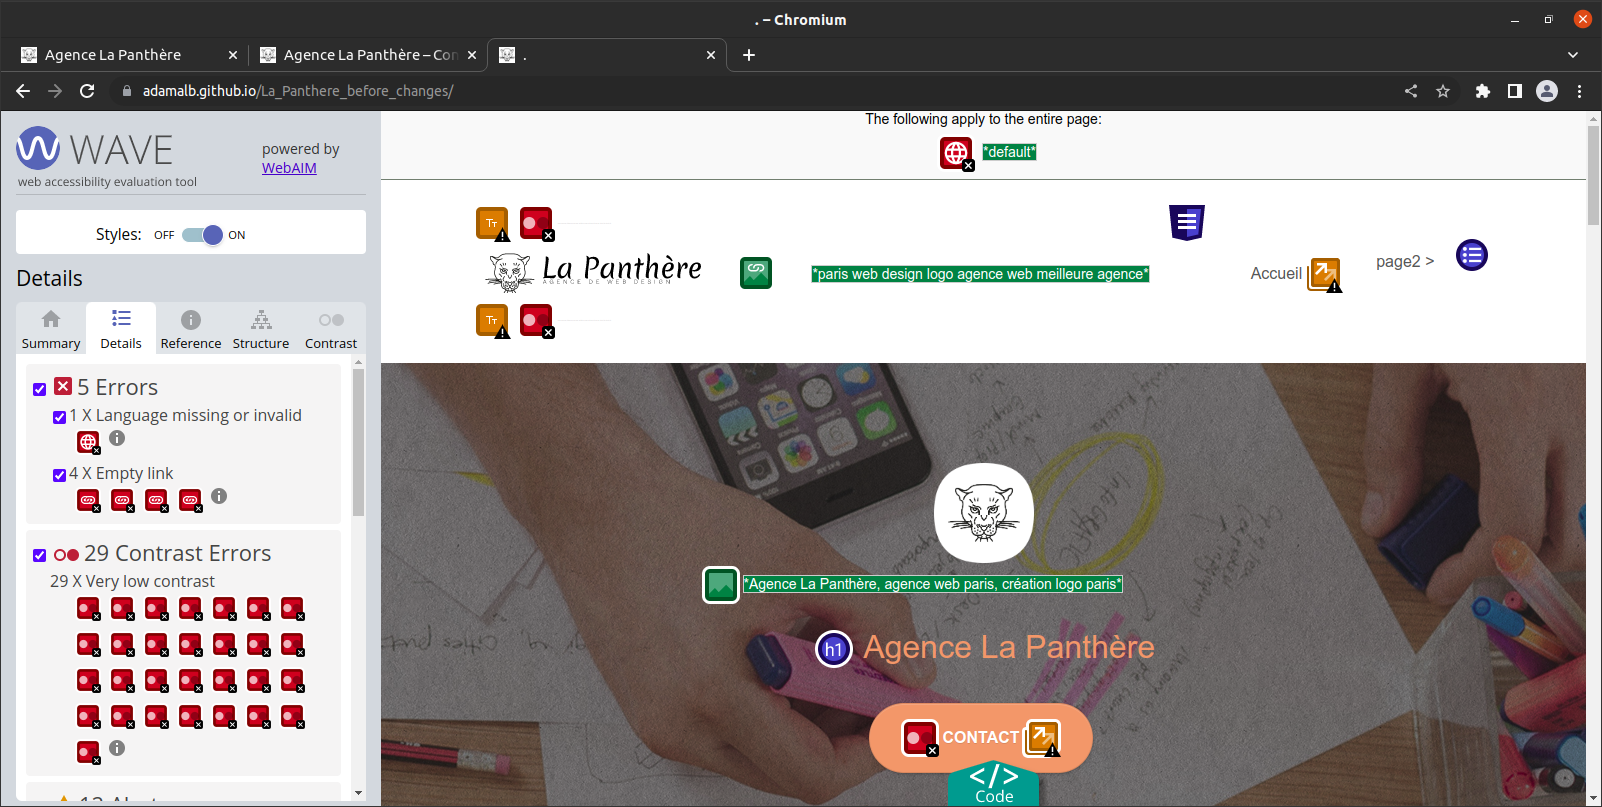 . – Chromium
Agence La Panthère
Agence La Panthère – Con
.
adamalb.github.io/La_Panthere_before_changes/
WAVE
web accessibility evaluation tool
powered by
WebAIM
Styles: OFF ON
Details
Summary Details Reference Structure Contrast
5 Errors
1 X Language missing or invalid
4 X Empty link
29 Contrast Errors
29 X Very low contrast
The following apply to the entire page:
*default*
La Panthère
AGENCE DE WEB DESIGN
*paris web design logo agence web meilleure agence*
Accueil
page2 >
*Agence La Panthère, agence web paris, création logo paris*
h1 Agence La Panthère
CONTACT
</>
Code